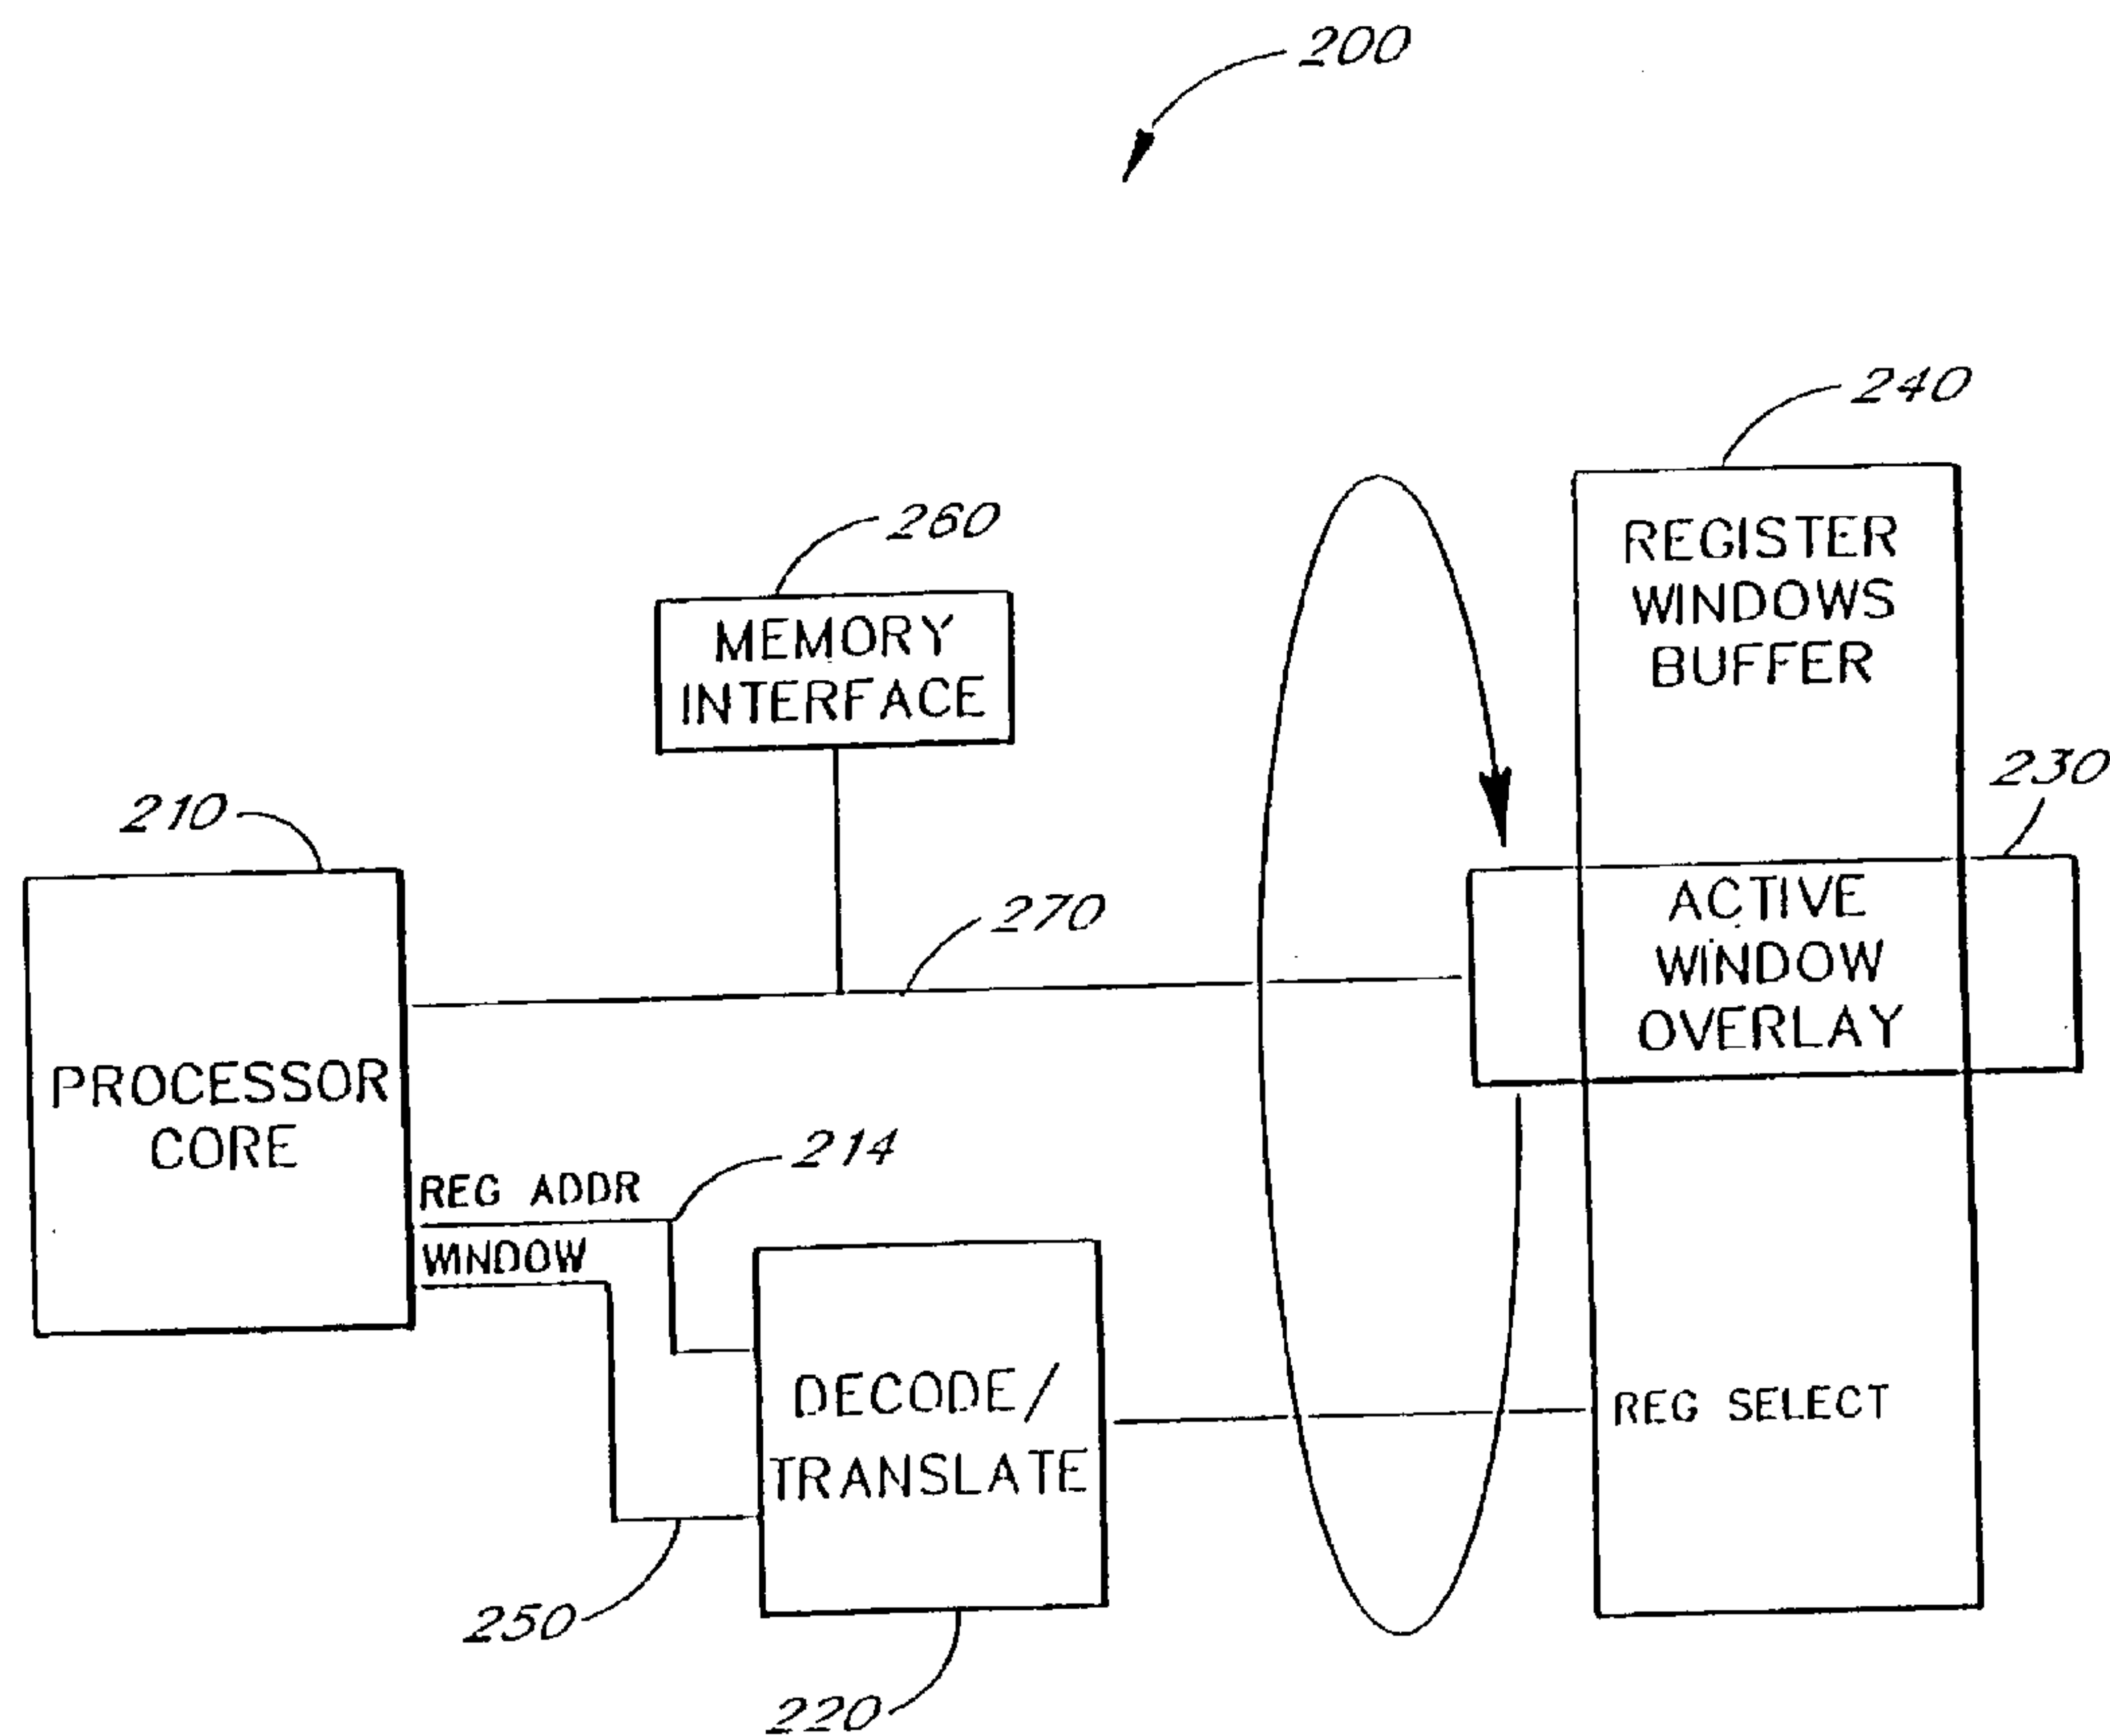 200
240
REGISTER
WINDOWS
BUFFER
260
MEMORY
INTERFACE
230
ACTIVE
WINDOW
OVERLAY
210
270
PROCESSOR
CORE
214
REG ADDR
WINDOW
DECODE/
TRANSLATE
REG SELECT
250
220